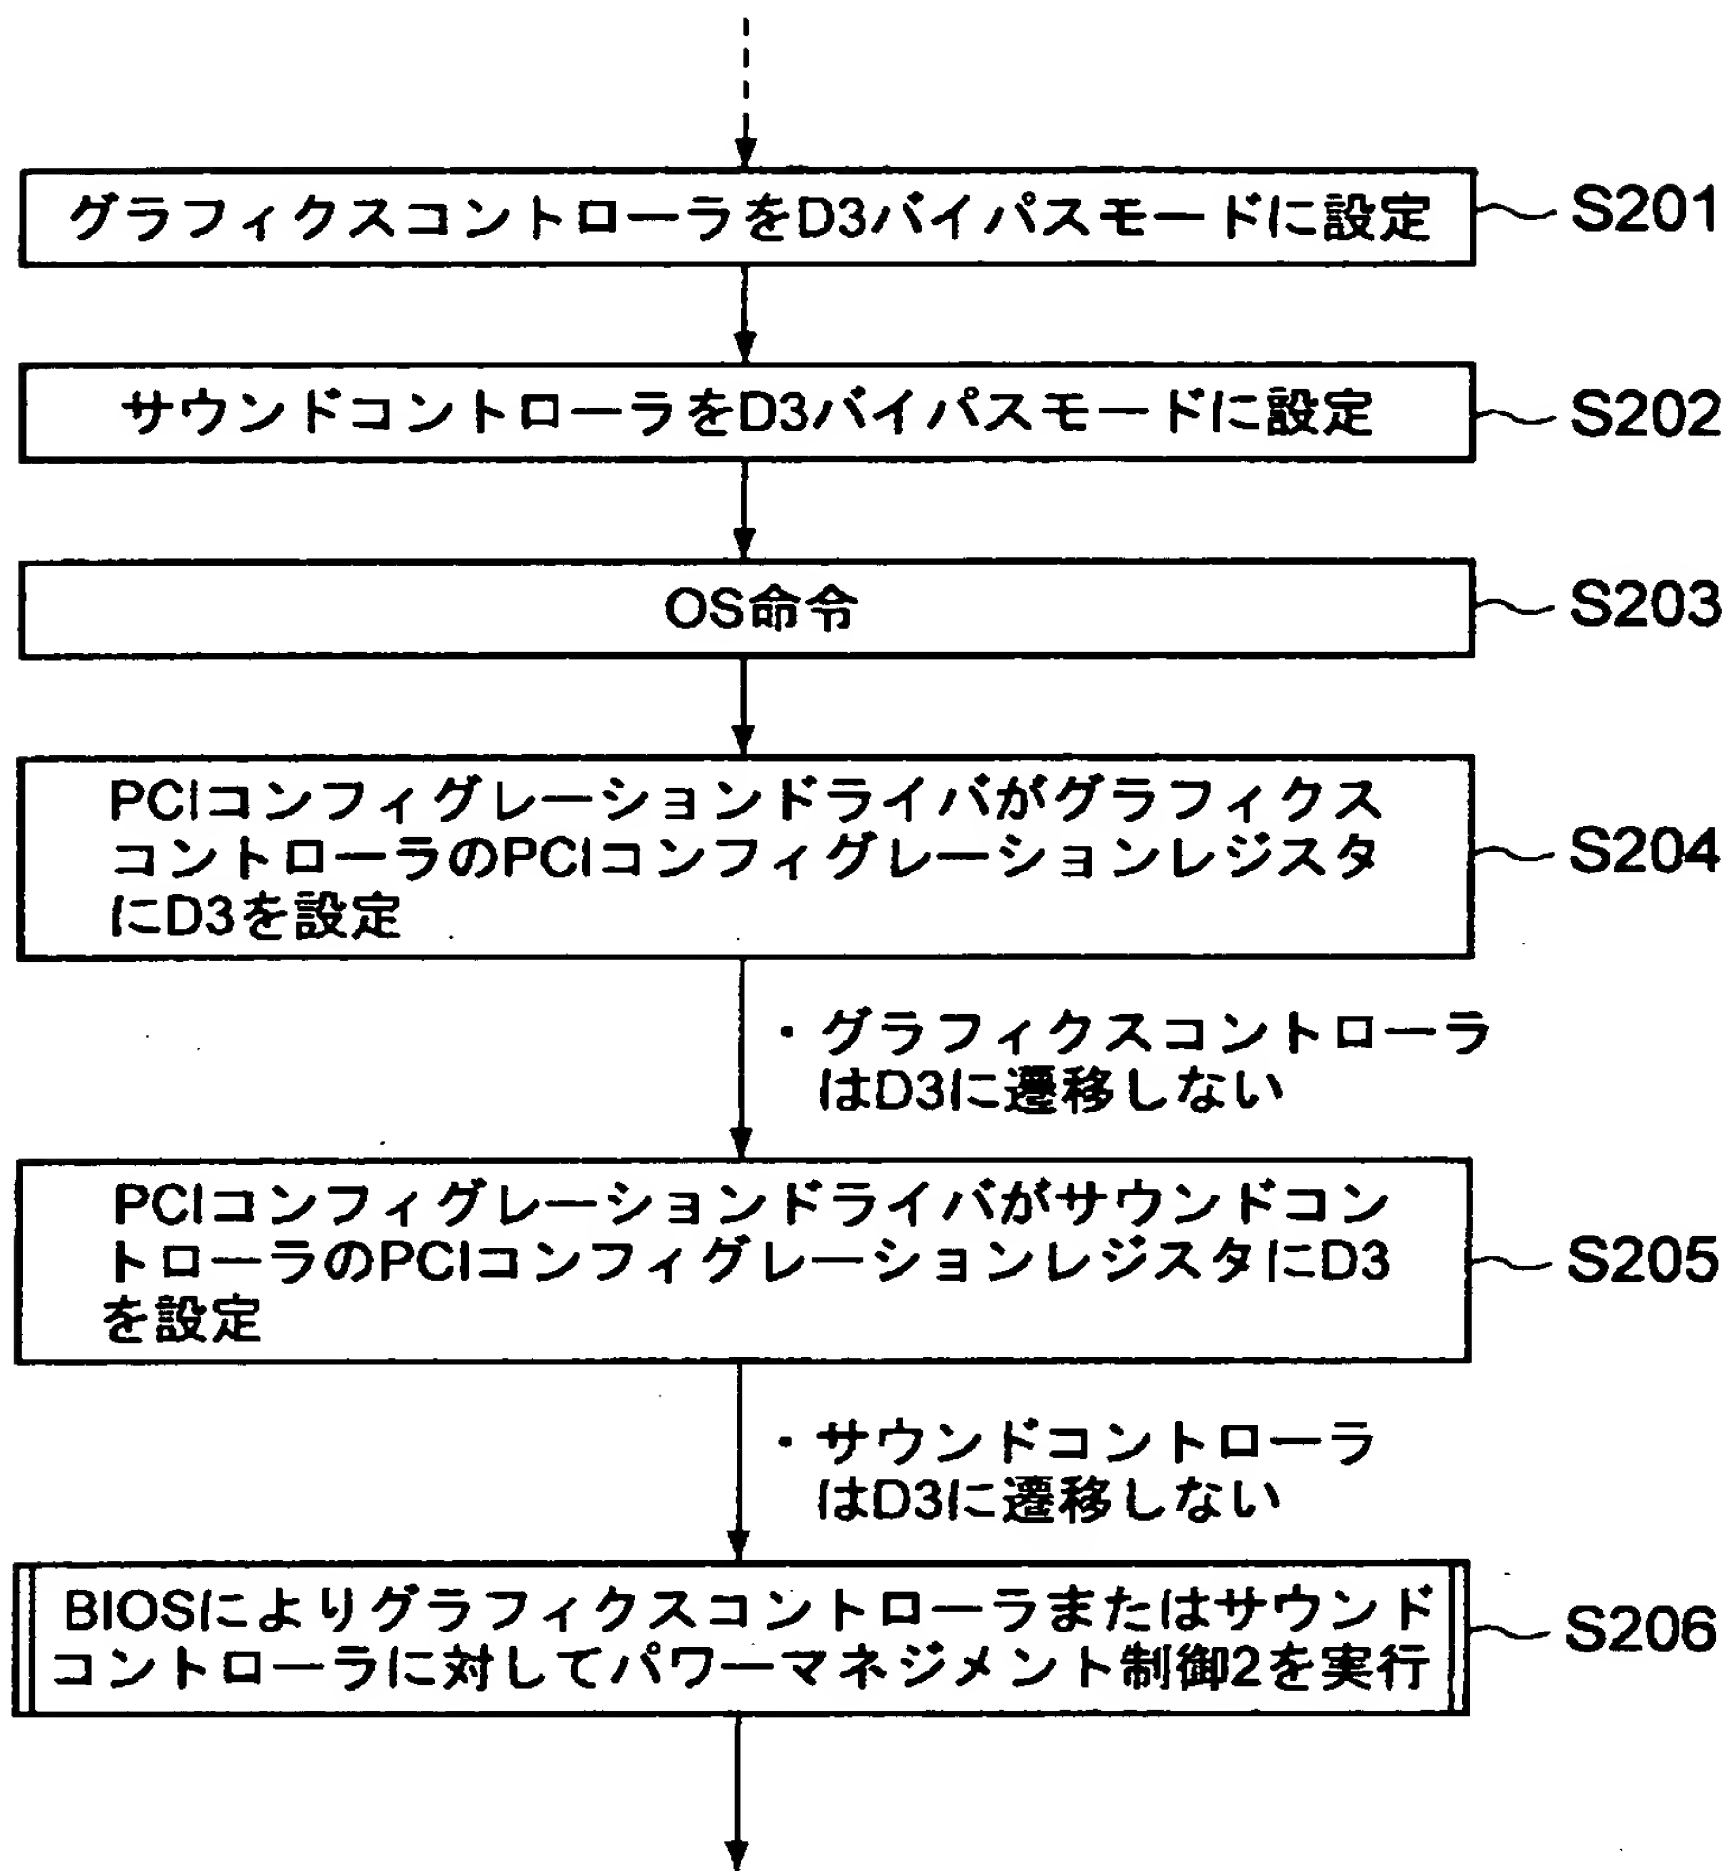 グラフィクスコントローラをD3バイパスモードに設定
S201
サウンドコントローラをD3バイパスモードに設定
S202
OS命令
S203
PCIコンフィグレーションドライバがグラフィクス
コントローラのPCIコンフィグレーションレジスタ
にD3を設定
S204
・グラフィクスコントローラ
はD3に遷移しない
PCIコンフィグレーションドライバがサウンドコン
トローラのPCIコンフィグレーションレジスタにD3
を設定
S205
・サウンドコントローラ
はD3に遷移しない
BIOSによりグラフィクスコントローラまたはサウンド
コントローラに対してパワーマネジメント制御2を実行
S206